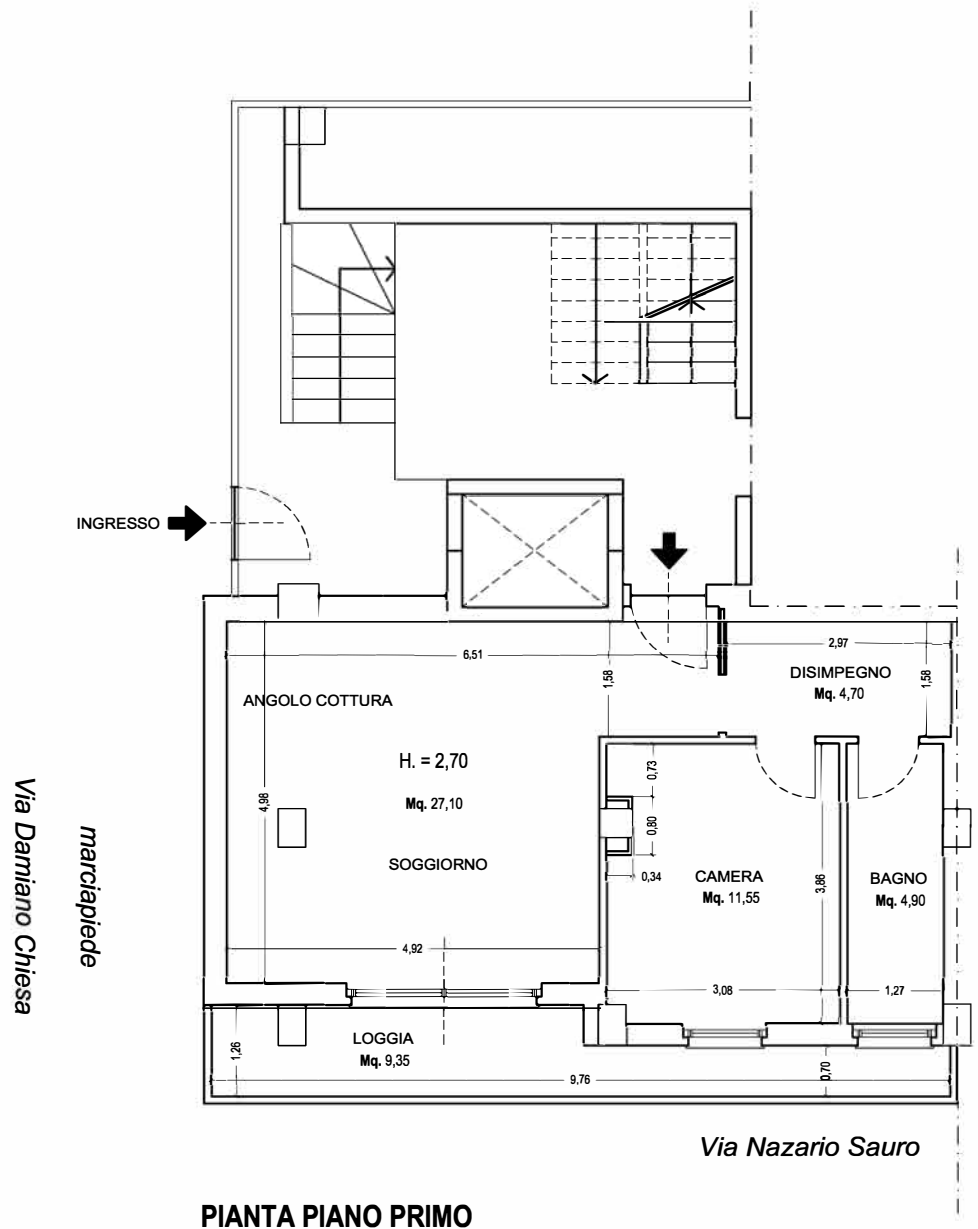 INGRESSO
6,51
2,97
DISIMPEGNO
Mq. 4,70
1,58
1,58
ANGOLO COTTURA
H. = 2,70
Mq. 27,10
4,98
SOGGIORNO
0,73
0,80
0,34
CAMERA
Mq. 11,55
3,86
BAGNO
Mq. 4,90
4,92
3,08
1,27
Via Damiano Chiesa
marciapiede
LOGGIA
Mq. 9,35
1,26
9,76
0,70
Via Nazario Sauro
PIANTA PIANO PRIMO